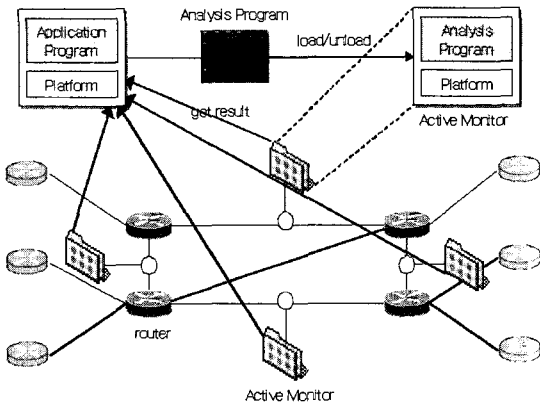 Analysis Program
Application
Program
Platform
load/unload
Analysis
Program
Platform
Active Monitor
get result
router
Active Monitor